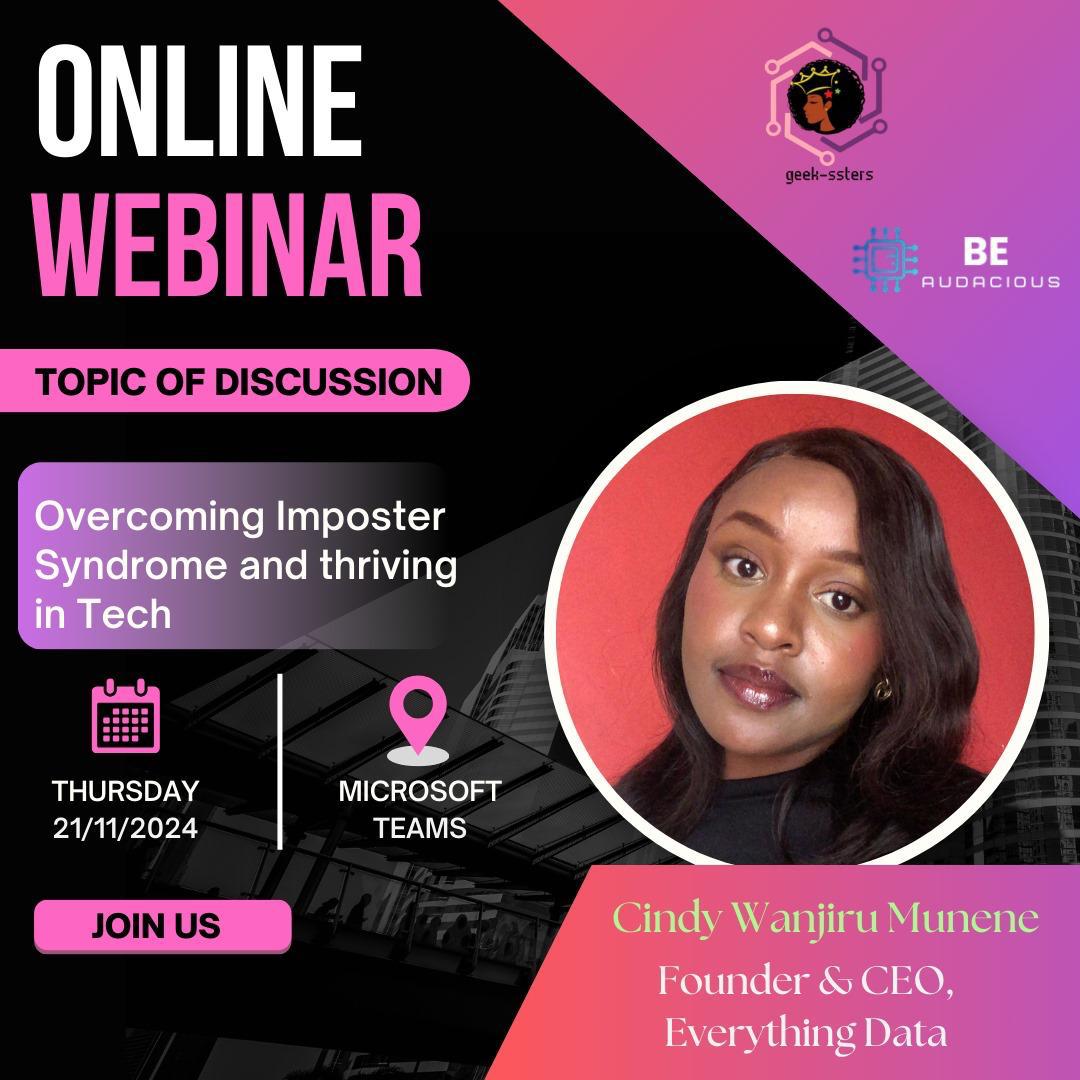 ONLINE
WEBINAR
geek-ssters
BE
AUDACIOUS
TOPIC OF DISCUSSION
Overcoming Imposter
Syndrome and thriving
in Tech
THURSDAY
21/11/2024
MICROSOFT
TEAMS
JOIN US
Cindy Wanjiru Munene
Founder & CEO,
Everything Data